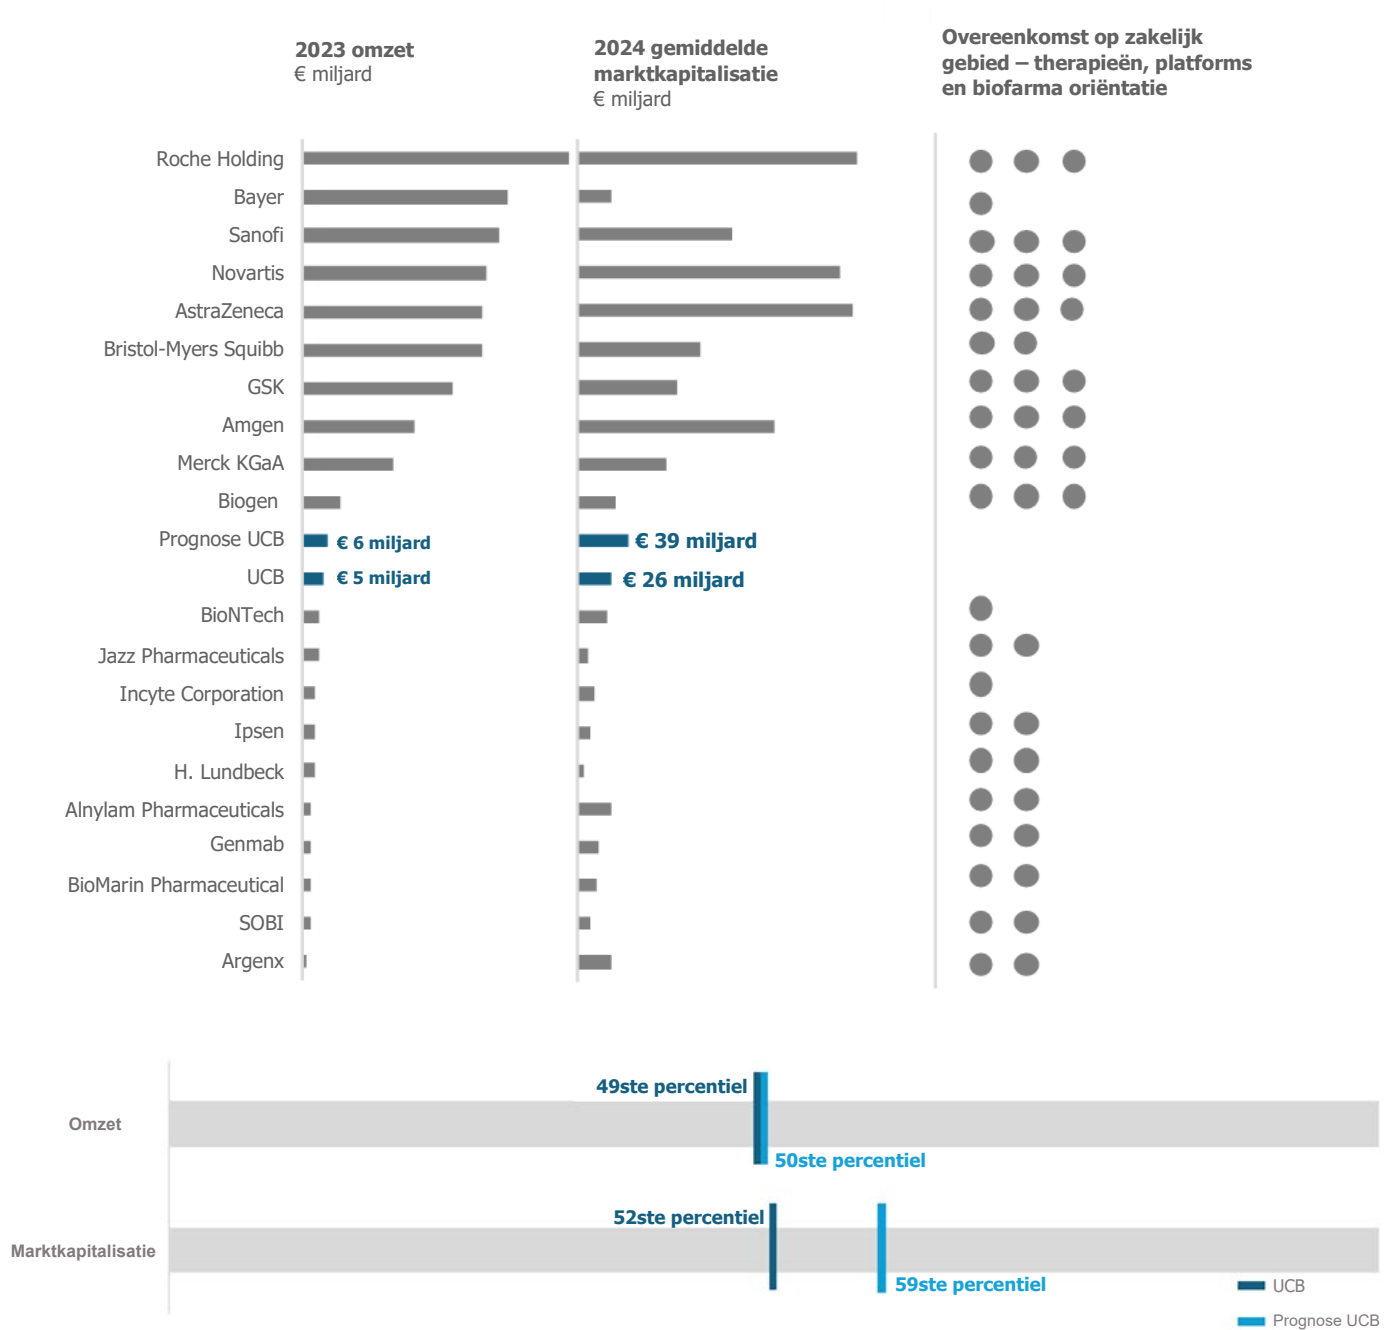 2023 omzet
€ miljard
2024 gemiddelde
marktkapitalisatie
€ miljard
Overeenkomst op zakelijk
gebied – therapieën, platforms
en biofarma oriëntatie
Roche Holding
Bayer
Sanofi
Novartis
AstraZeneca
Bristol-Myers Squibb
GSK
Amgen
Merck KGaA
Biogen
Prognose UCB € 6 miljard € 39 miljard
UCB € 5 miljard € 26 miljard
BioNTech
Jazz Pharmaceuticals
Incyte Corporation
Ipsen
H. Lundbeck
Alnylam Pharmaceuticals
Genmab
BioMarin Pharmaceutical
SOBI
Argenx
49ste percentiel
Omzet
50ste percentiel
52ste percentiel
Marktkapitalisatie
59ste percentiel
UCB
Prognose UCB